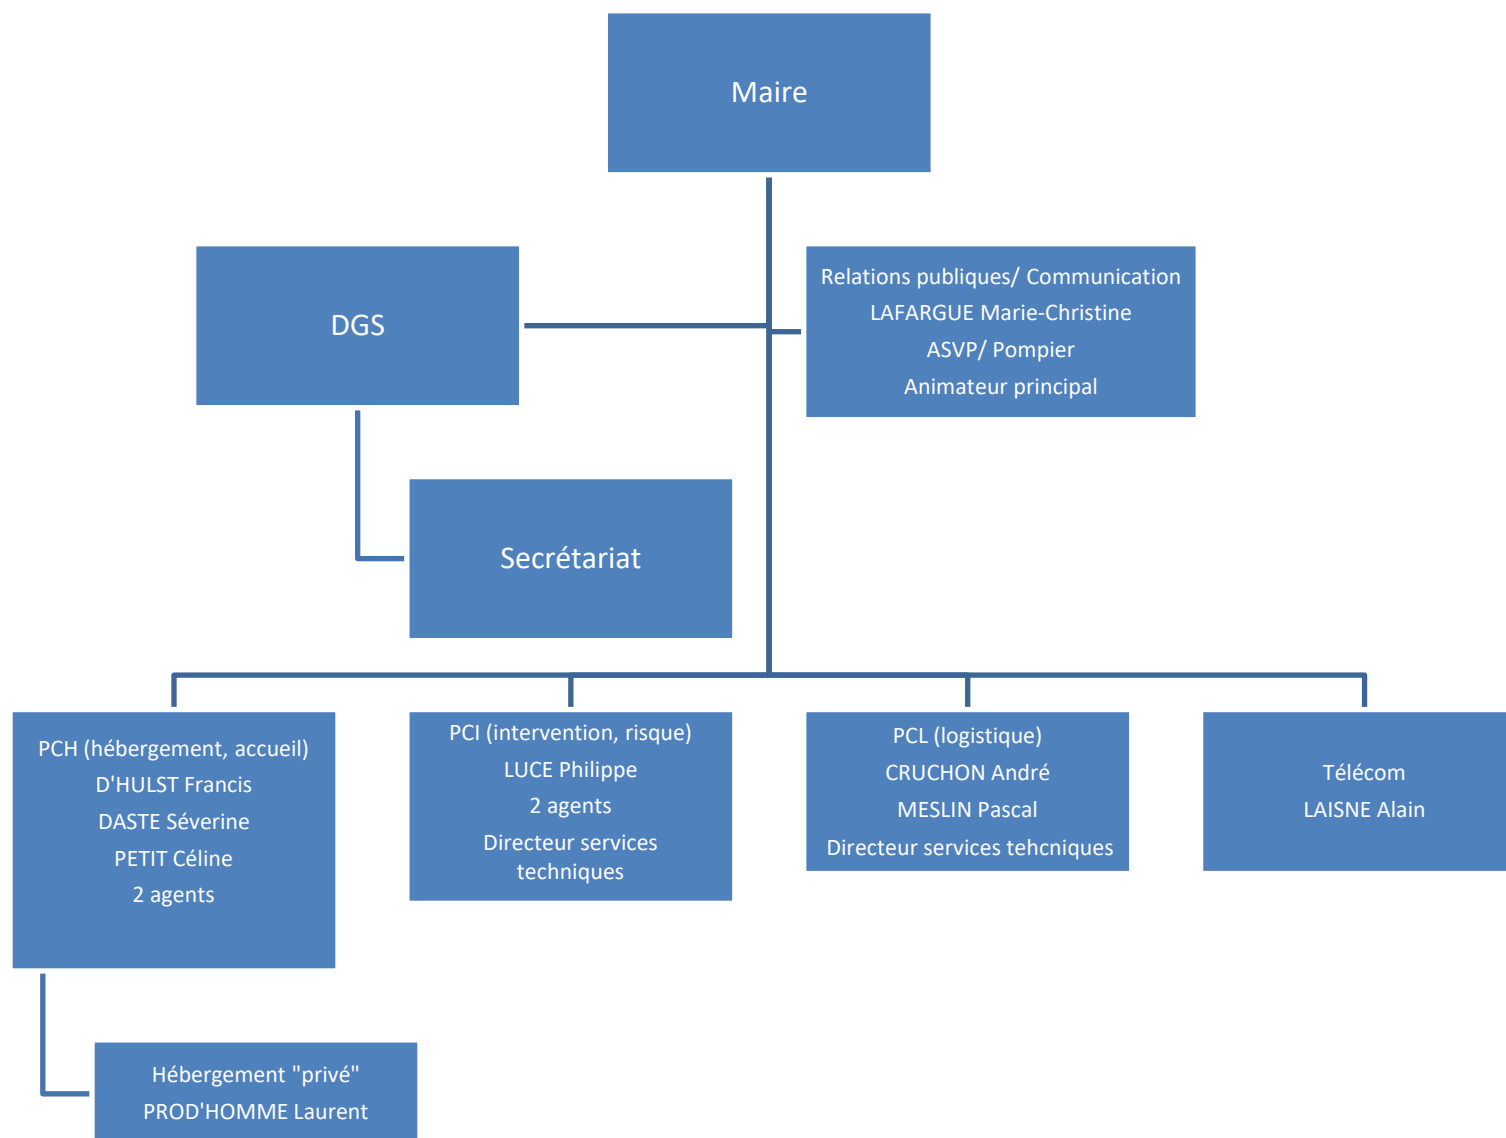 Maire
DGS
Relations publiques/ Communication
LAFARGUE Marie-Christine
ASVP/ Pompier
Animateur principal
Secrétariat
PCH (hébergement, accueil)
D'HULST Francis
DASTE Séverine
PETIT Céline
2 agents
PCI (intervention, risque)
LUCE Philippe
2 agents
Directeur services
techniques
PCL (logistique)
CRUCHON André
MESLIN Pascal
Directeur services tehcniques
Télécom
LAISNE Alain
Hébergement "privé"
PROD'HOMME Laurent